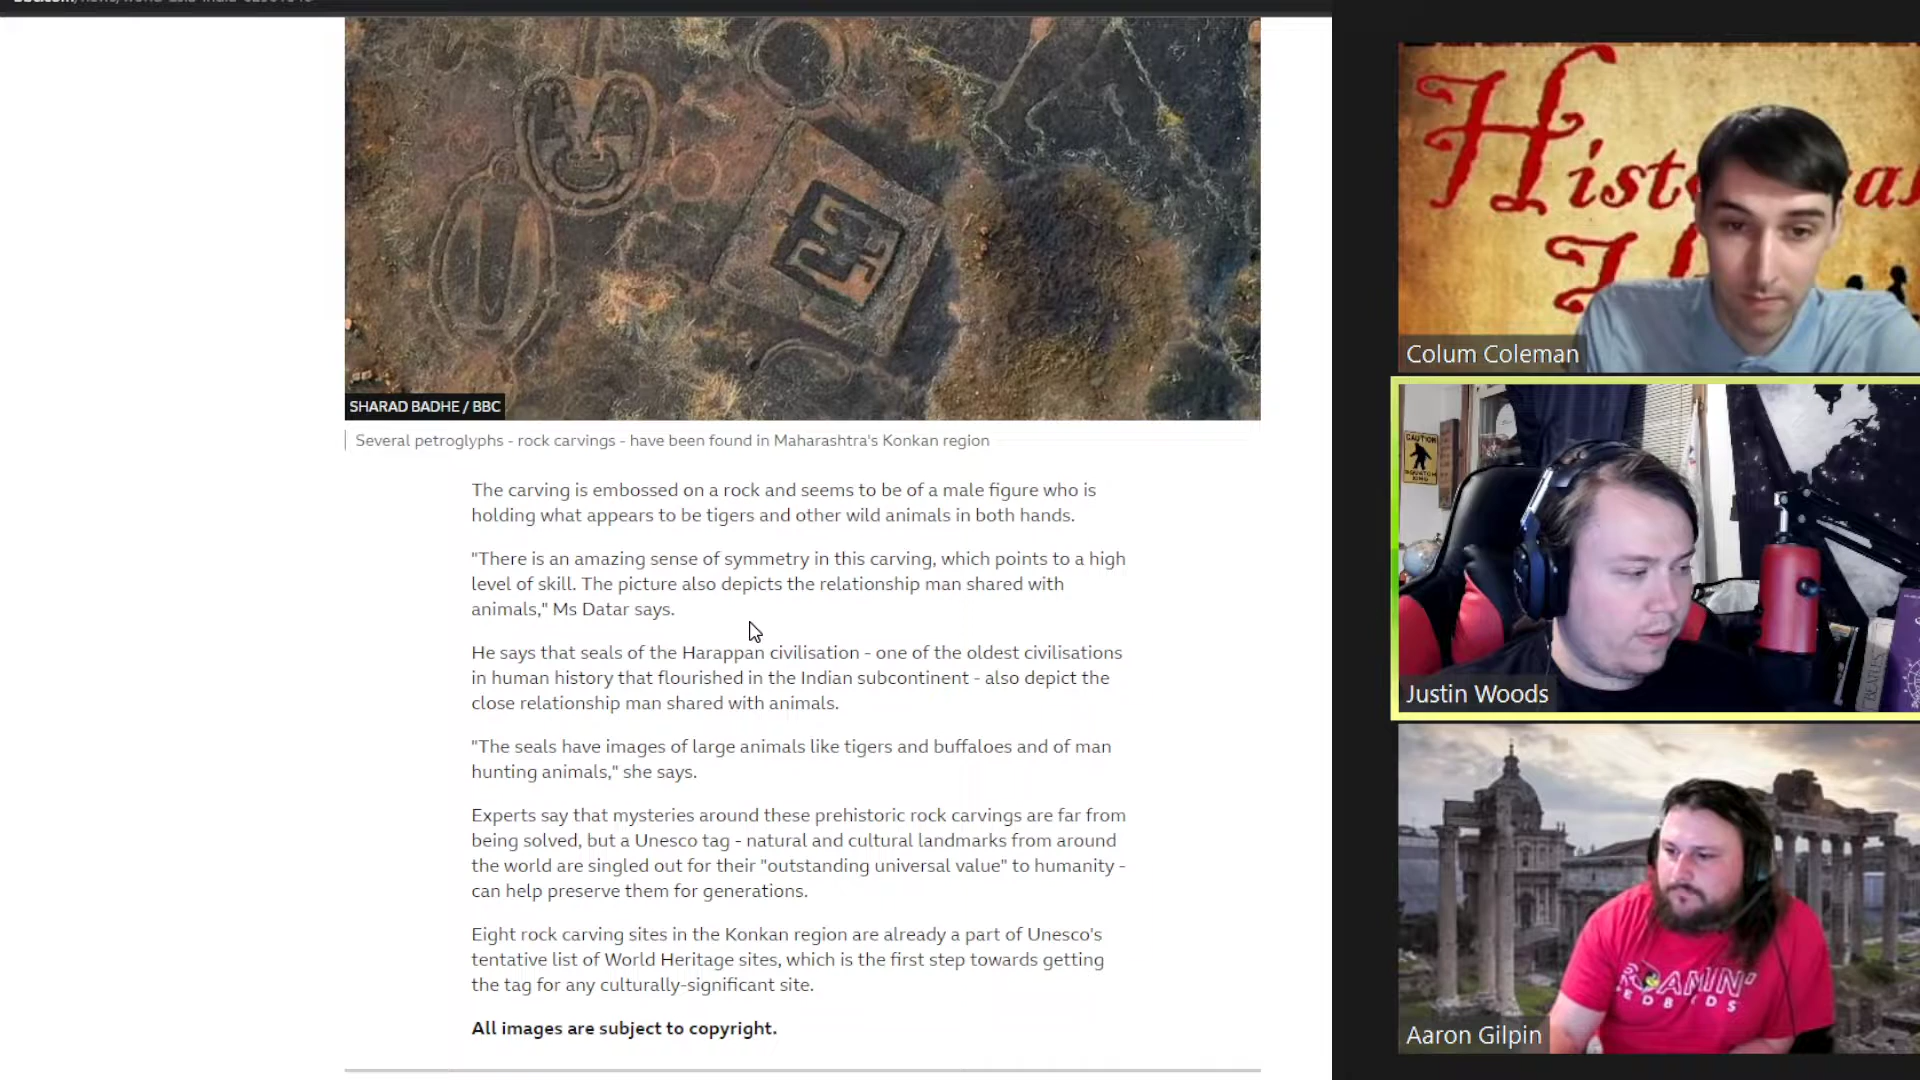 SHARAD BADHE / BBC
Several petroglyphs - rock carvings - have been found in Maharashtra's Konkan region
The carving is embossed on a rock and seems to be of a male figure who is
holding what appears to be tigers and other wild animals in both hands.
"There is an amazing sense of symmetry in this carving, which points to a high
level of skill. The picture also depicts the relationship man shared with
animals," Ms Datar says.
He says that seals of the Harappan civilisation - one of the oldest civilisations
in human history that flourished in the Indian subcontinent - also depict the
close relationship man shared with animals.
"The seals have images of large animals like tigers and buffaloes and of man
hunting animals," she says.
Experts say that mysteries around these prehistoric rock carvings are far from
being solved, but a Unesco tag - natural and cultural landmarks from around
the world are singled out for their "outstanding universal value" to humanity -
can help preserve them for generations.
Eight rock carving sites in the Konkan region are already a part of Unesco's
tentative list of World Heritage sites, which is the first step towards getting
the tag for any culturally-significant site.
All images are subject to copyright.
Colum Coleman
CAUTION
Justin Woods
Aaron Gilpin